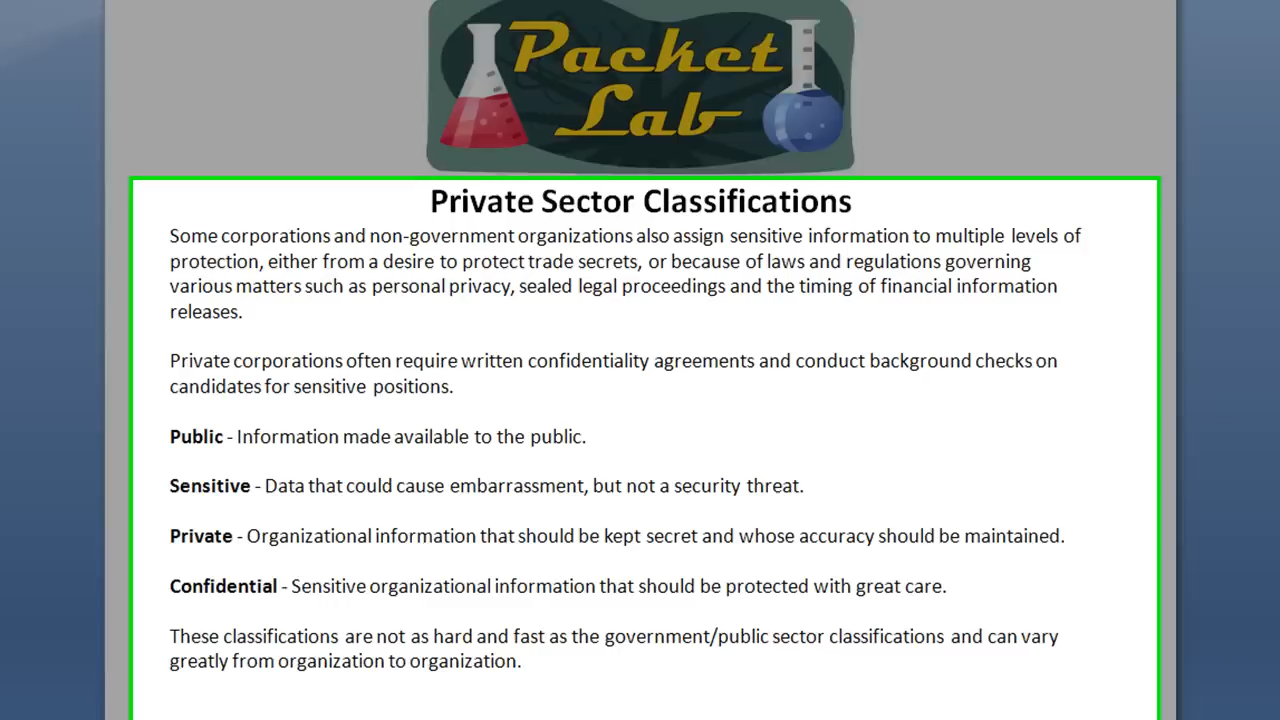 Packet
Lab
Private Sector Classifications
Some corporations and non-government organizations also assign sensitive information to multiple levels of
protection, either from a desire to protect trade secrets, or because of laws and regulations governing
various matters such as personal privacy, sealed legal proceedings and the timing of financial information
releases.
Private corporations often require written confidentiality agreements and conduct background checks on
candidates for sensitive positions.
Public - Information made available to the public.
Sensitive - Data that could cause embarrassment, but not a security threat.
Private - Organizational information that should be kept secret and whose accuracy should be maintained.
Confidential - Sensitive organizational information that should be protected with great care.
These classifications are not as hard and fast as the government/public sector classifications and can vary
greatly from organization to organization.